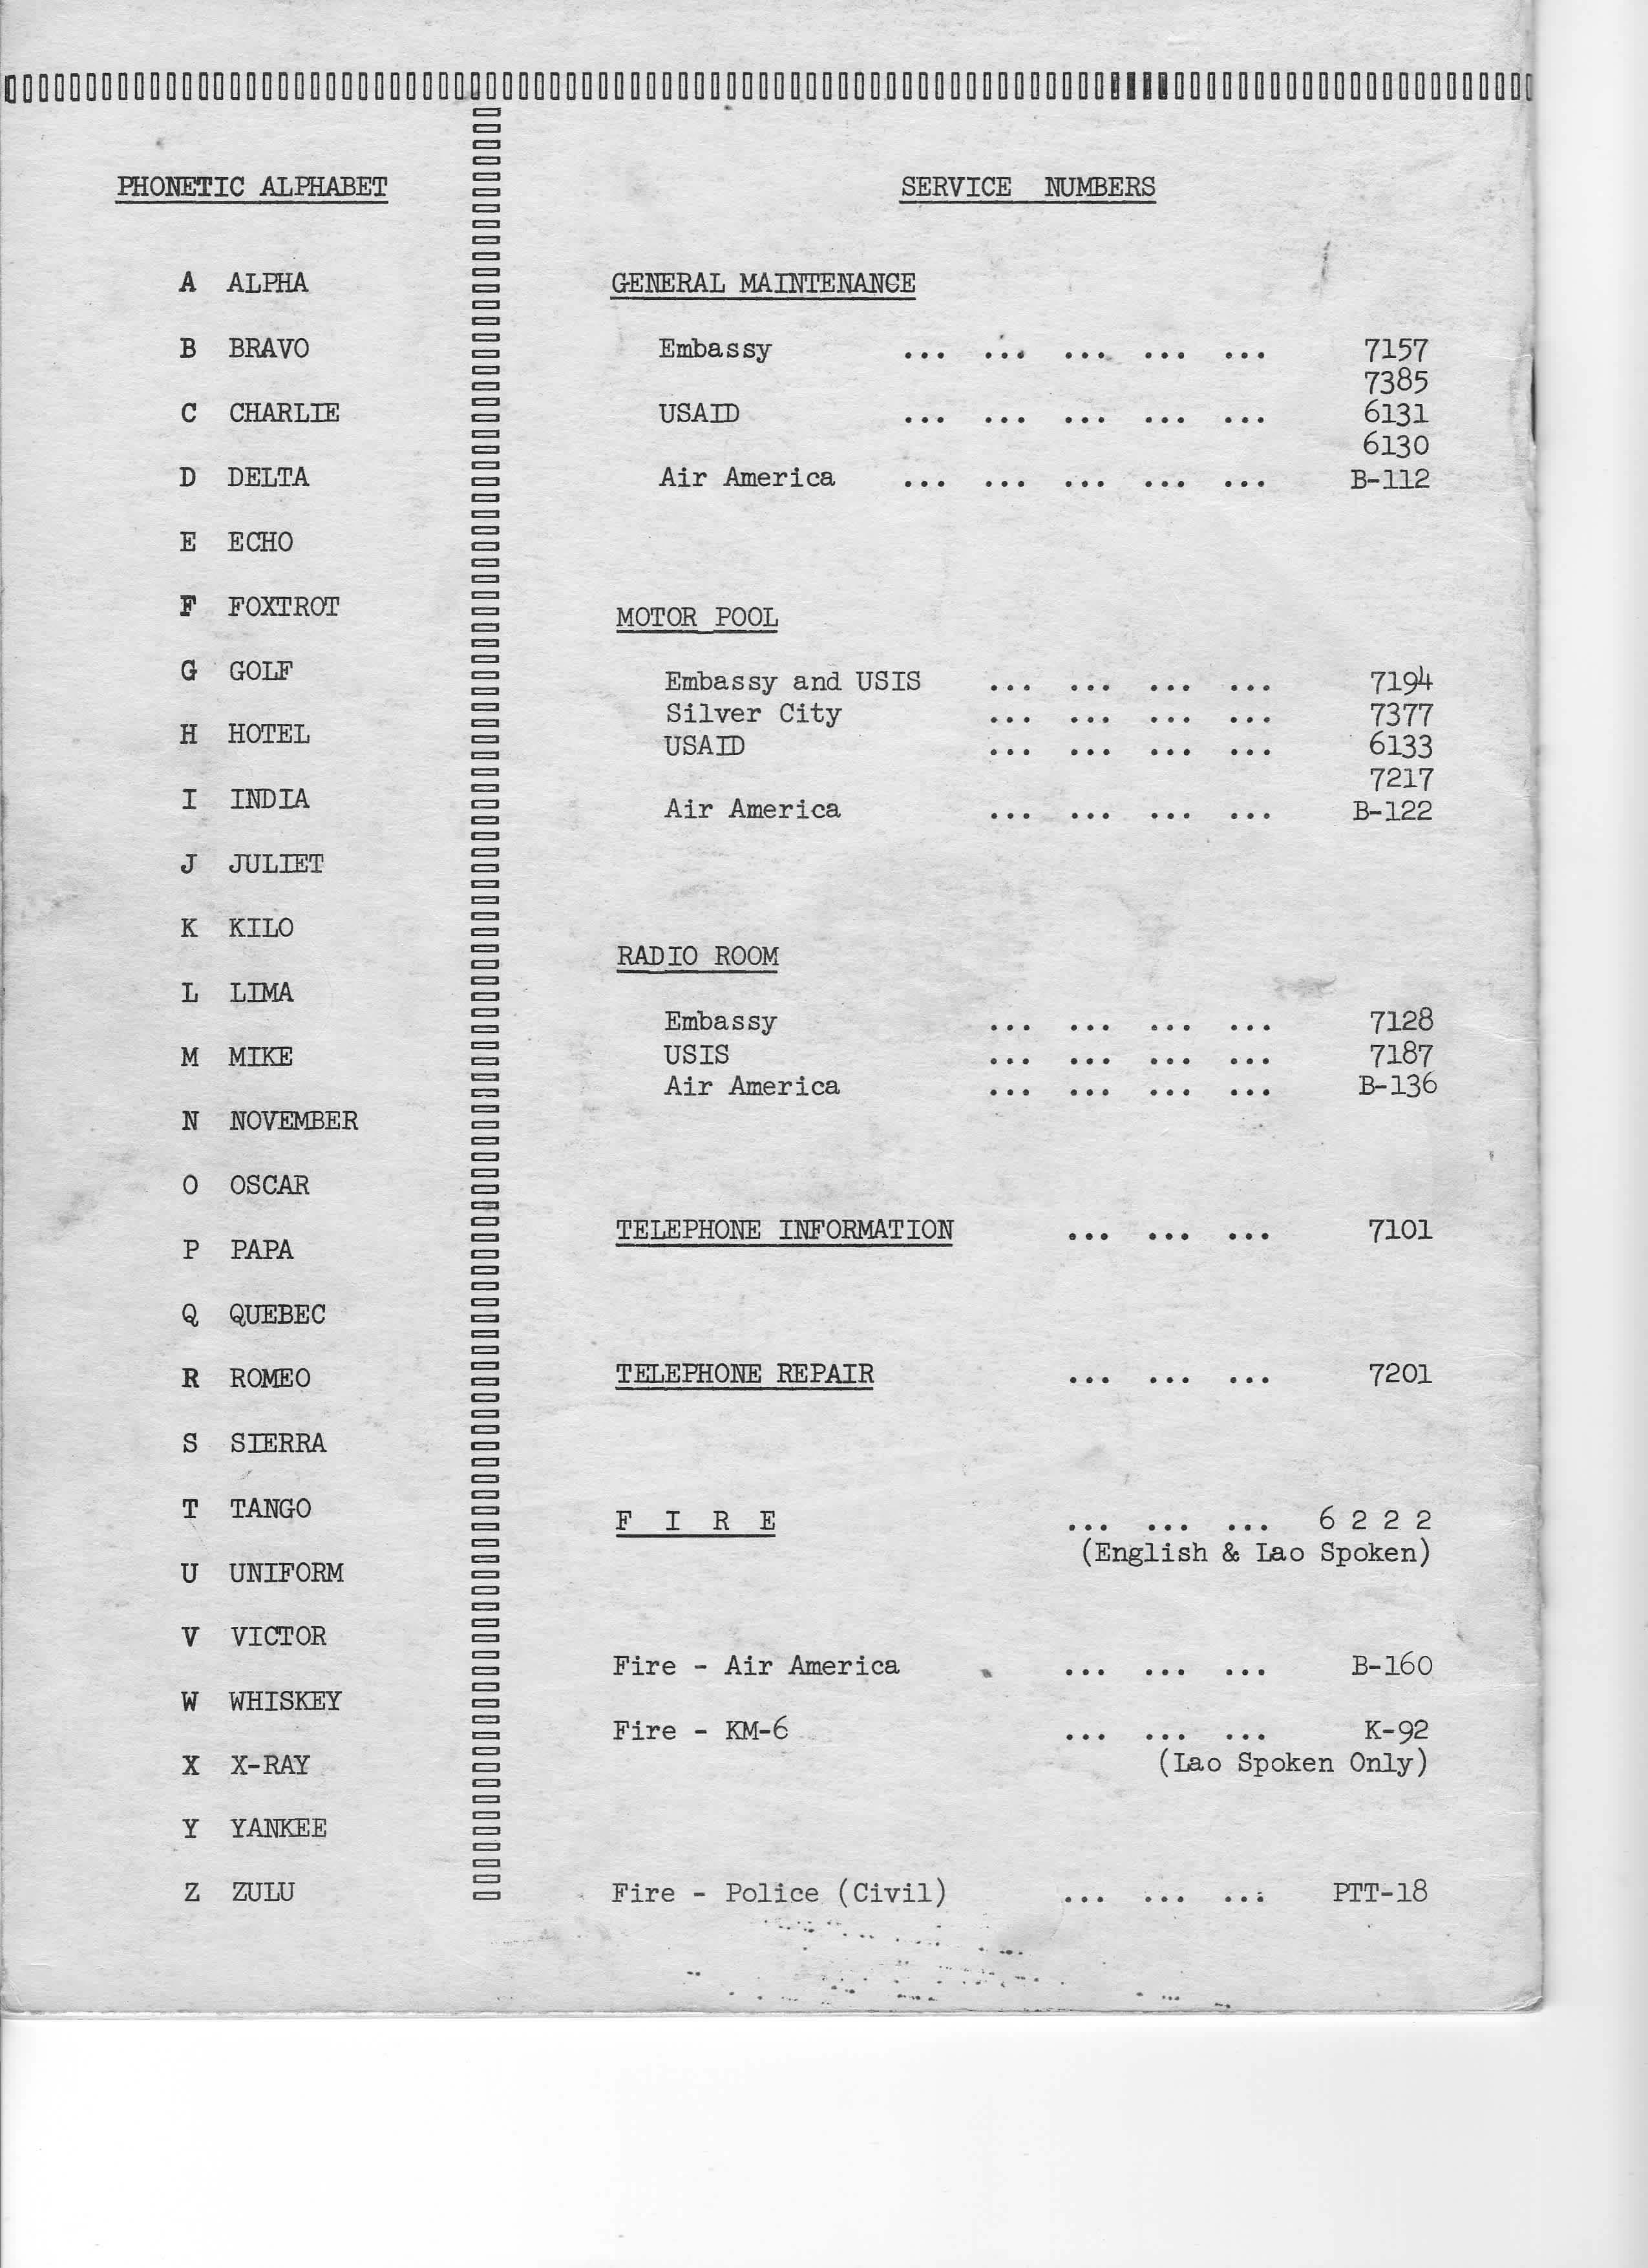 PHONETIC ALPHABET
A ALPHA
B BRAVO
C CHARLIE
D DELTA
E ECHO
F FOXTROT
G GOLF
H HOTEL
I INDIA
J JULIET
K KILO
L LIMA
M MIKE
N NOVEMBER
O OSCAR
P PAPA
Q QUEBEC
R ROMEO
S SIERRA
T TANGO
U UNIFORM
V VICTOR
W WHISKEY
X X-RAY
Y YANKEE
Z ZULU
SERVICE NUMBERS
GENERAL MAINTENANCE
Embassy ... ... ... ... ... 7157
7385
USAID ... ... ... ... ... 6131
6130
Air America ... ... ... ... ... B-112
MOTOR POOL
Embassy and USIS ... ... ... ... 7194
Silver City ... ... ... ... 7377
USAID ... ... ... ... 6133
7217
Air America ... ... ... ... B-122
RADIO ROOM
Embassy ... ... ... ... 7128
USIS ... ... ... ... 7187
Air America ... ... ... ... B-136
TELEPHONE INFORMATION ... ... ... 7101
TELEPHONE REPAIR ... ... ... 7201
F I R E ... ... ... 6 2 2 2
(English & Lao Spoken)
Fire - Air America ... ... ... B-160
Fire - KM-6 ... ... ... K-92
(Lao Spoken Only)
Fire - Police (Civil) ... ... ... PTT-18